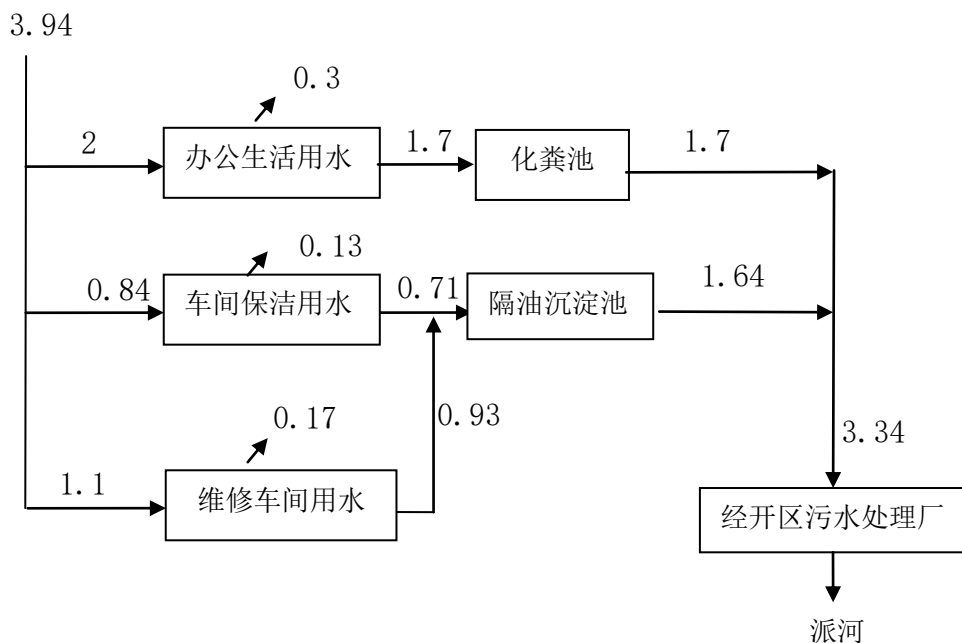 3.94
0.3
2
办公生活用水
1.7
化粪池
1.7
0.13
0.84
车间保洁用水
0.71
隔油沉淀池
1.64
0.17
0.93
1.1
维修车间用水
3.34
经开区污水处理厂
派河